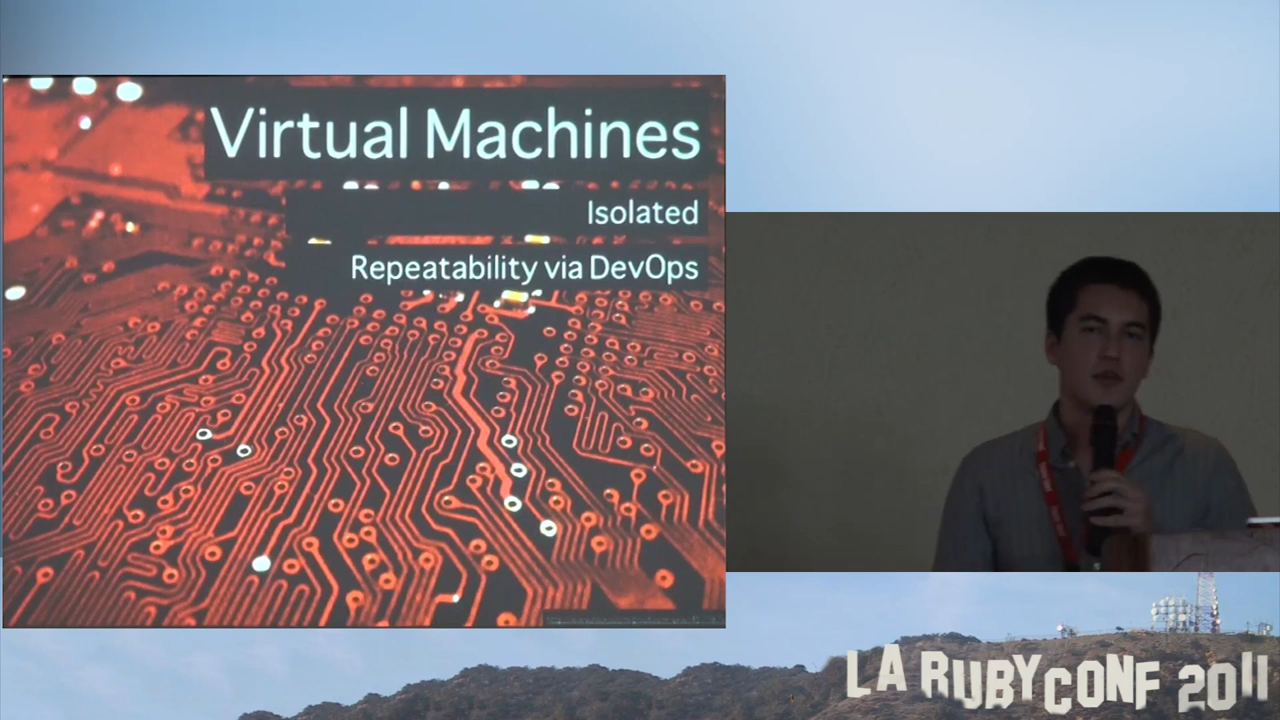 Virtual Machines
Isolated
Repeatability via DevOps
LA RUBYCONF 2011